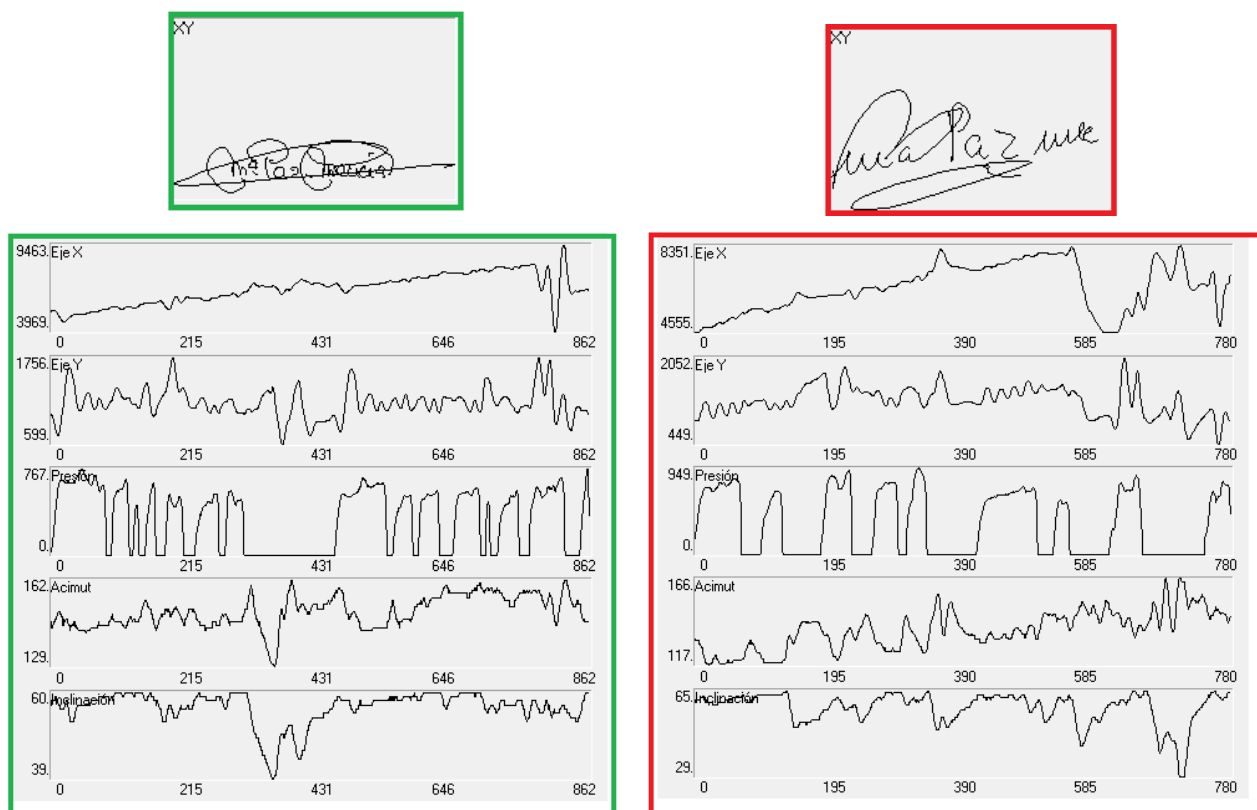 XY
XY
9463. Eje X
3969.
0 215 431 646 862
1756. Eje Y
599.
0 215 431 646 862
767. Presión
0.
0 215 431 646 862
162. Acimut
129.
0 215 431 646 862
60. Inclinación
39.
0 215 431 646 862
8351. Eje X
4555.
0 195 390 585 780
2052. Eje Y
449.
0 195 390 585 780
949. Presión
0.
0 195 390 585 780
166. Acimut
117.
0 195 390 585 780
65. Inclinación
29.
0 195 390 585 780